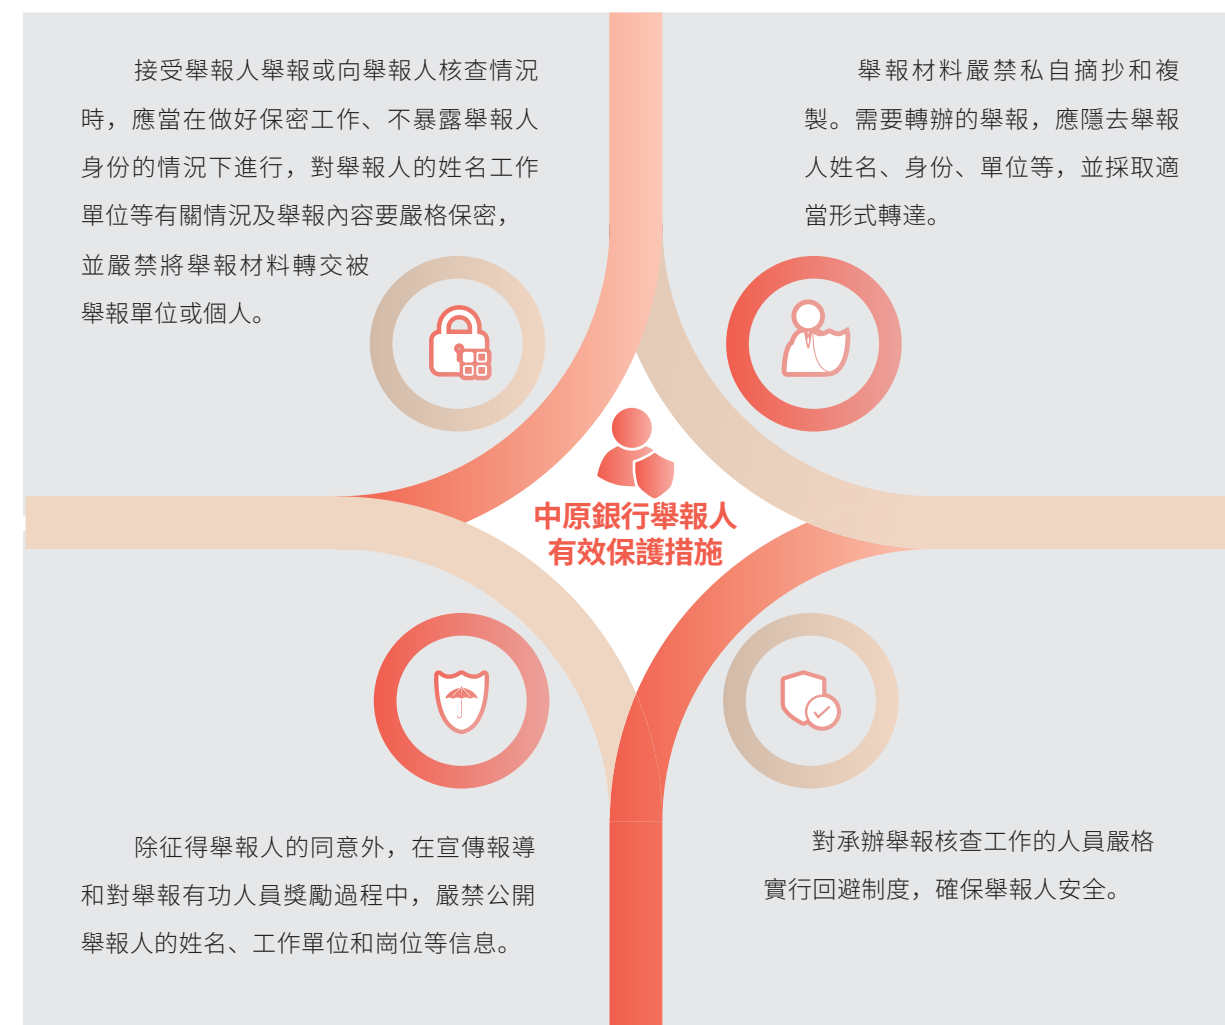 接受舉報人舉報或向舉報人核查情況
時，應當在做好保密工作、不暴露舉報人
身份的情況下進行，對舉報人的姓名工作
單位等有關情況及舉報內容要嚴格保密，
並嚴禁將舉報材料轉交被
舉報單位或個人。
舉報材料嚴禁私自摘抄和複
製。需要轉辦的舉報，應隱去舉報
人姓名、身份、單位等，並採取適
當形式轉達。
中原銀行舉報人
有效保護措施
除征得舉報人的同意外，在宣傳報導
和對舉報有功人員獎勵過程中，嚴禁公開
舉報人的姓名、工作單位和崗位等信息。
對承辦舉報核查工作的人員嚴格
實行回避制度，確保舉報人安全。